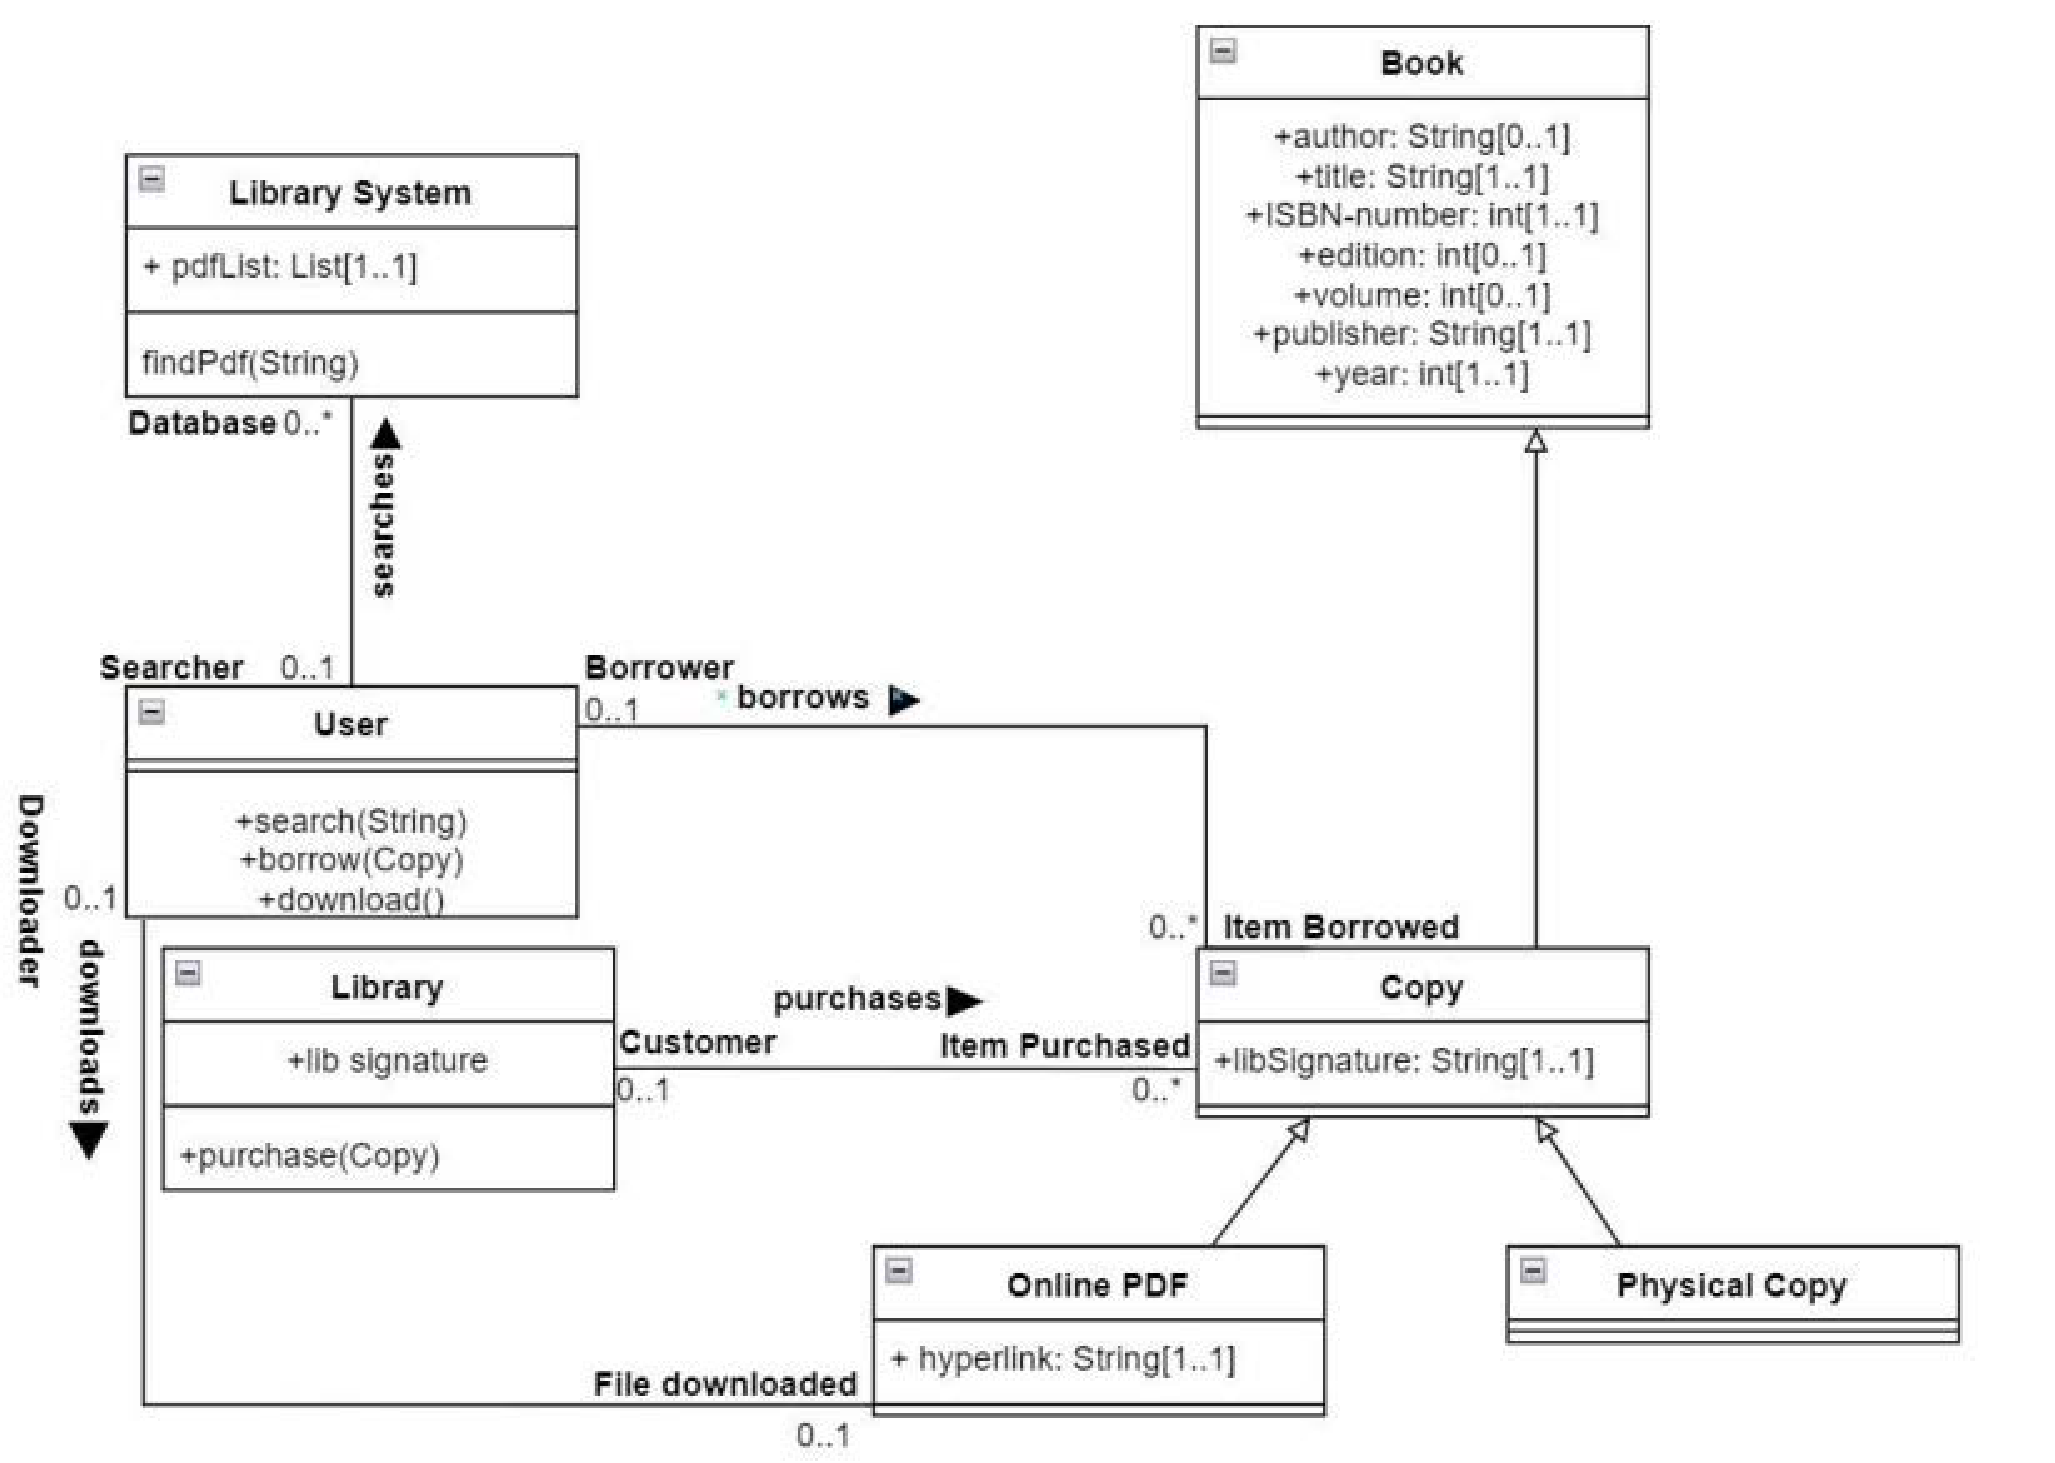 Book
+author: String[0..1]
+title: String[1..1]
+ISBN-number: int[1..1]
+edition: int[0..1]
+volume: int[0..1]
+publisher: String[1..1]
+year: int[1..1]
Library System
+ pdfList: List[1..1]
findPdf(String)
Database 0..*
searches
Searcher 0..1
User
+search(String)
+borrow(Copy)
+download()
Borrower
0..1
* borrows
0..* Item Borrowed
Downloader
0..1
downloads
Library
+lib signature
+purchase(Copy)
purchases
Customer
0..1
Item Purchased
0..*
Copy
+libSignature: String[1..1]
Online PDF
+ hyperlink: String[1..1]
Physical Copy
File downloaded
0..1